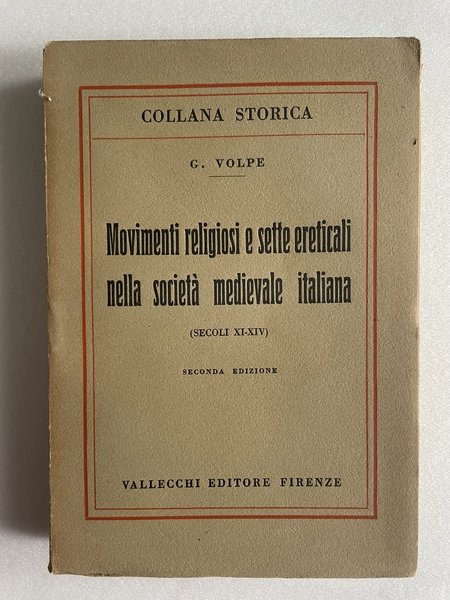 COLLANA STORICA
G. VOLPE
Movimenti religiosi e sette ereticali
nella società medievale italiana
(SECOLI XI-XIV)
SECONDA EDIZIONE
VALLECCHI EDITORE FIRENZE